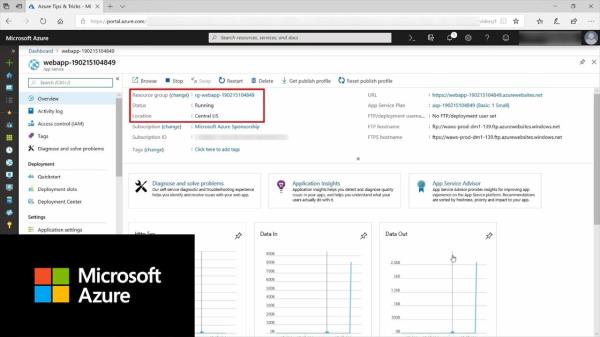 Azure Tips & Tricks - Mi
https://portal.azure.com/
Microsoft Azure
Search resources, services, and docs
Dashboard > webapp-190215104849
webapp-190215104849
App service
Search (Ctrl+/)
Browse Stop Swap Restart Delete Get publish profile Reset publish profile
Overview
Activity log
Access control (IAM)
Tags
Diagnose and solve problems
Deployment
Quickstart
Deployment slots
Deployment Center
Settings
Application settings
Resource group (change) : rg-webapp-190215104849
Status : Running
Location : Central US
Subscription (change) : Microsoft Azure Sponsorship
Subscription ID :
Tags (change) : Click here to add tags
URL : https://webapp-190215104849.azurewebsites.net
App Service Plan : asp-190215104849 (Basic: 1 Small)
FTP/deployment userna... : No FTP/deployment user set
FTP hostname : ftp://waws-prod-dm1-139.ftp.azurewebsites.windows.net
FTPS hostname : ftps://waws-prod-dm1-139.ftp.azurewebsites.windows.net
Diagnose and solve problems
Our self-service diagnostic and troubleshooting experience
helps you identify and resolve issues with your web app.
Application Insights
Application Insights helps you detect and diagnose quality
issues in your apps, and helps you understand what
your users actually do with it.
App Service Advisor
App Service Advisor provides insights for improving app
experience on the App Service platform. Recommendations
are sorted by freshness, priority and impact to your app.
Data In
Data Out
800B
700B
600B
500B
400B
300B
200B
100B
Microsoft
Azure